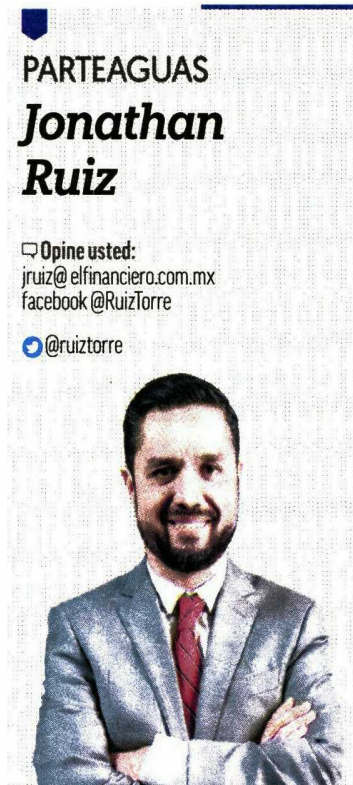 PARTEAGUAS
Jonathan
Ruiz
Opine usted:
jruiz@elfinanciero.com.mx
facebook @RuizTorre
@ruiztorre